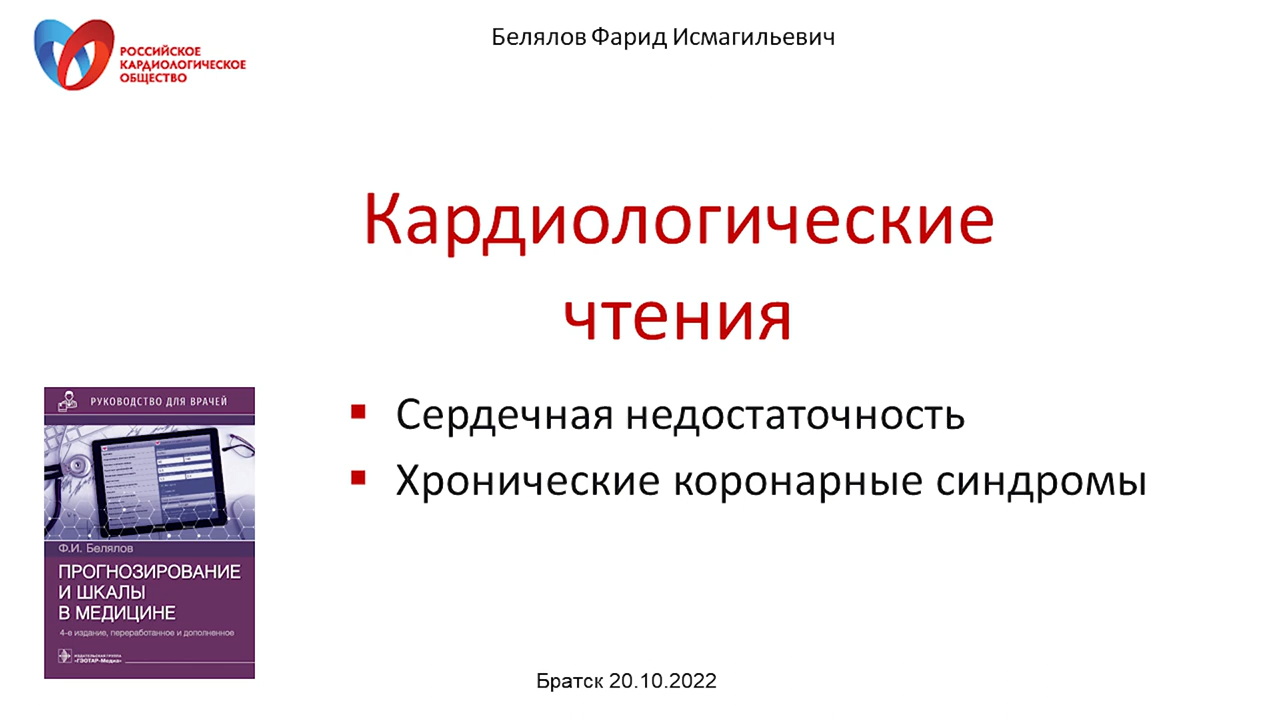 РОССИЙСКОЕ
КАРДИОЛОГИЧЕСКОЕ
ОБЩЕСТВО
Белялов Фарид Исмагильевич
Кардиологические
чтения
▪ Сердечная недостаточность
▪ Хронические коронарные синдромы
РУКОВОДСТВО ДЛЯ ВРАЧЕЙ
Ф.И. Белялов
ПРОГНОЗИРОВАНИЕ
И ШКАЛЫ
В МЕДИЦИНЕ
4-е издание, переработанное и дополненное
ИЗДАТЕЛЬСКАЯ ГРУППА
«ГЭОТАР-Медиа»
Братск 20.10.2022